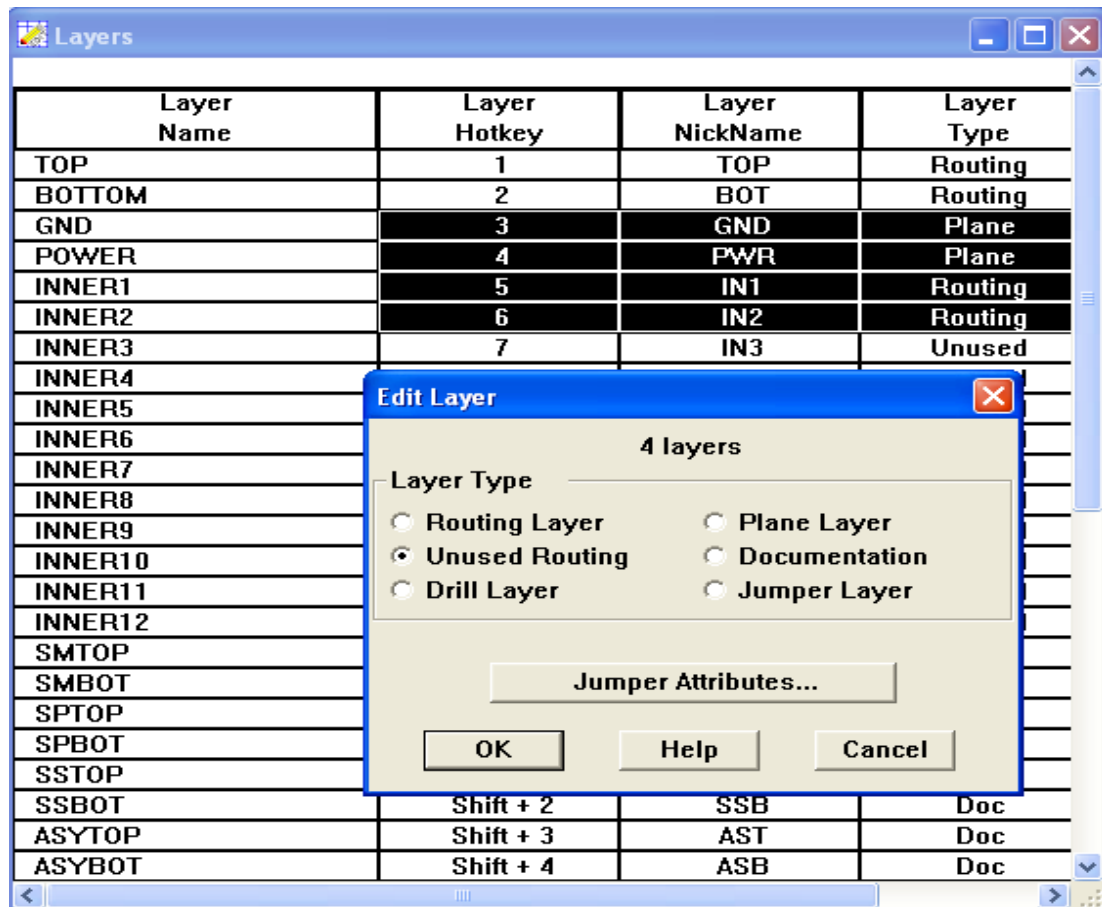 Layers
Layer Name Layer Hotkey Layer NickName Layer Type
TOP 1 TOP Routing
BOTTOM 2 BOT Routing
GND 3 GND Plane
POWER 4 PWR Plane
INNER1 5 IN1 Routing
INNER2 6 IN2 Routing
INNER3 7 IN3 Unused
INNER4
INNER5
INNER6
INNER7
INNER8
INNER9
INNER10
INNER11
INNER12
SMTOP
SMBOT
SPTOP
SPBOT
SSTOP
SSBOT Shift + 2 SSB Doc
ASYTOP Shift + 3 AST Doc
ASYBOT Shift + 4 ASB Doc
Edit Layer
4 layers
Layer Type
Routing Layer Plane Layer
Unused Routing Documentation
Drill Layer Jumper Layer
Jumper Attributes...
OK Help Cancel